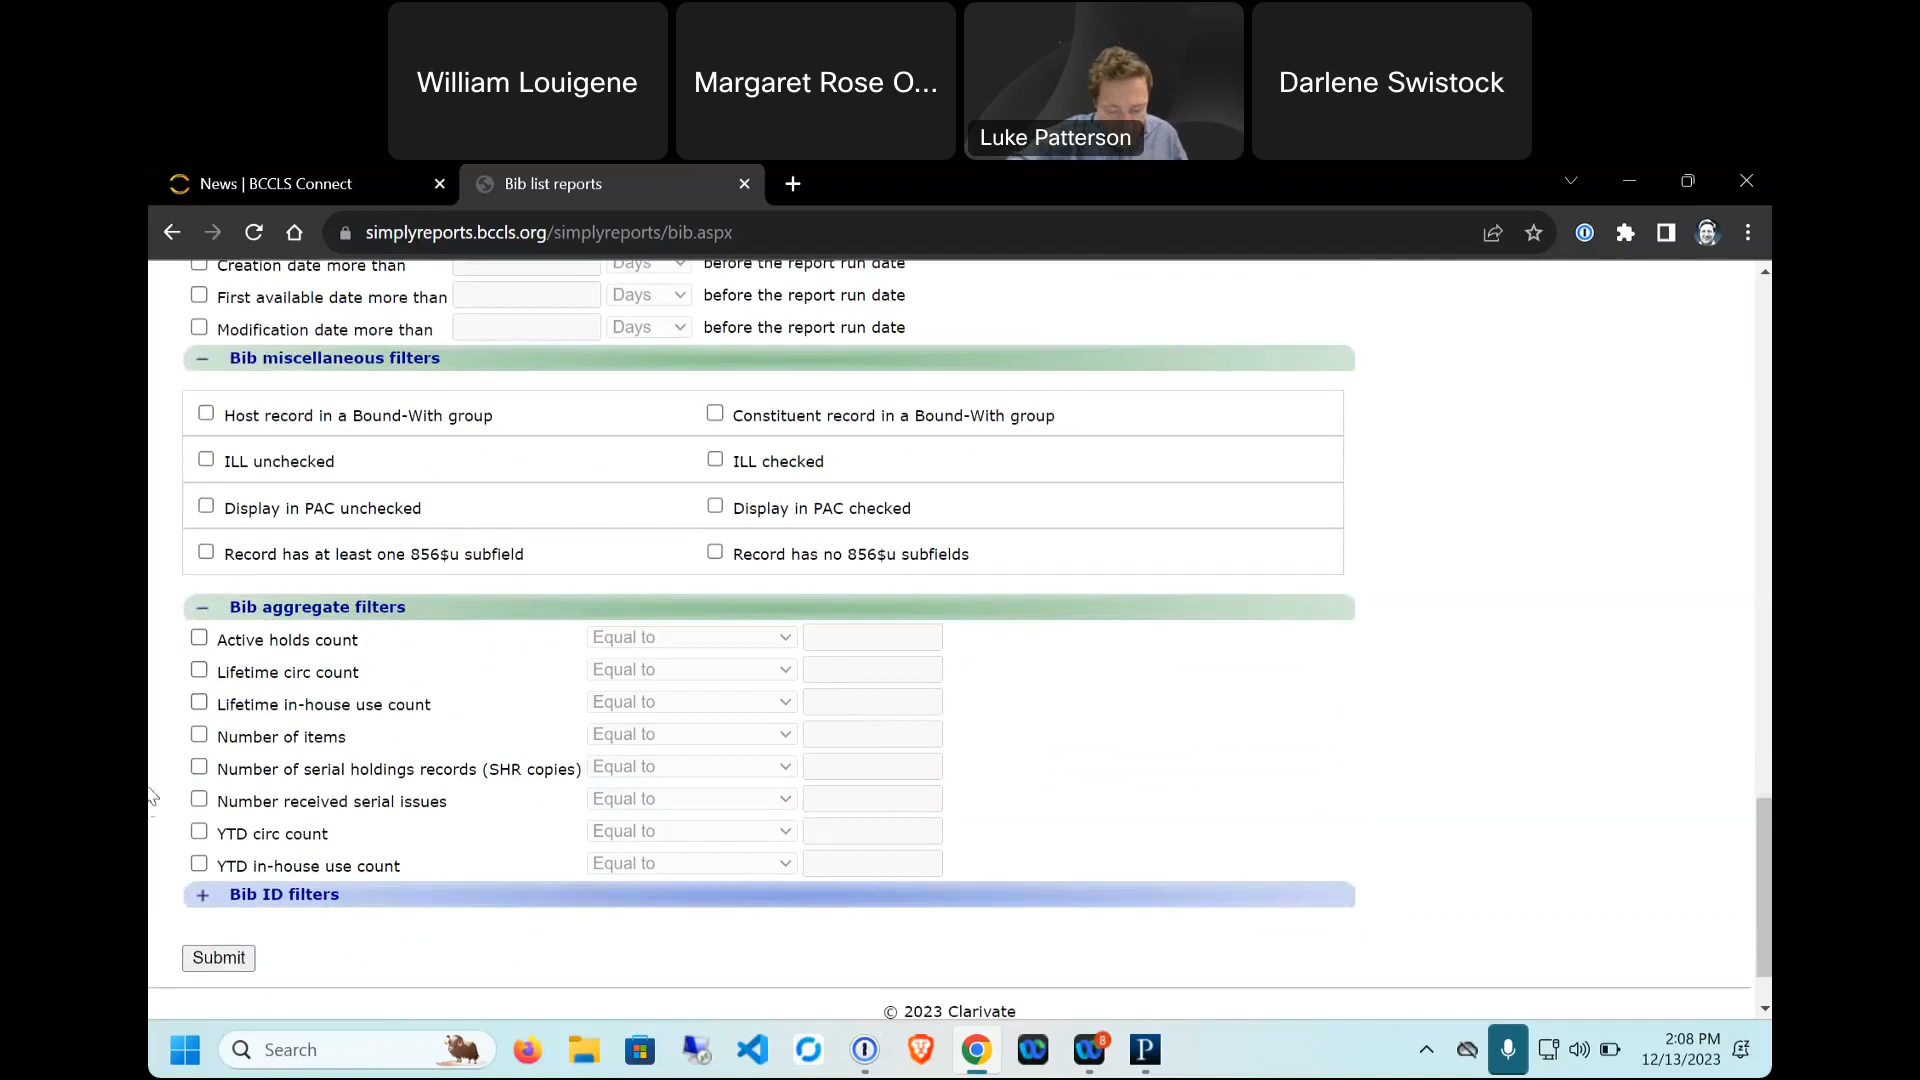 William Louigene
Margaret Rose O...
Luke Patterson
Darlene Swistock
News | BCCLS Connect
Bib list reports
simplyreports.bccls.org/simplyreports/bib.aspx
Creation date more than Days before the report run date
First available date more than Days before the report run date
Modification date more than Days before the report run date
Bib miscellaneous filters
Host record in a Bound-With group Constituent record in a Bound-With group
ILL unchecked ILL checked
Display in PAC unchecked Display in PAC checked
Record has at least one 856$u subfield Record has no 856$u subfields
Bib aggregate filters
Active holds count Equal to
Lifetime circ count Equal to
Lifetime in-house use count Equal to
Number of items Equal to
Number of serial holdings records (SHR copies) Equal to
Number received serial issues Equal to
YTD circ count Equal to
YTD in-house use count Equal to
Bib ID filters
Submit
© 2023 Clarivate
Search
8
P
2:08 PM
12/13/2023